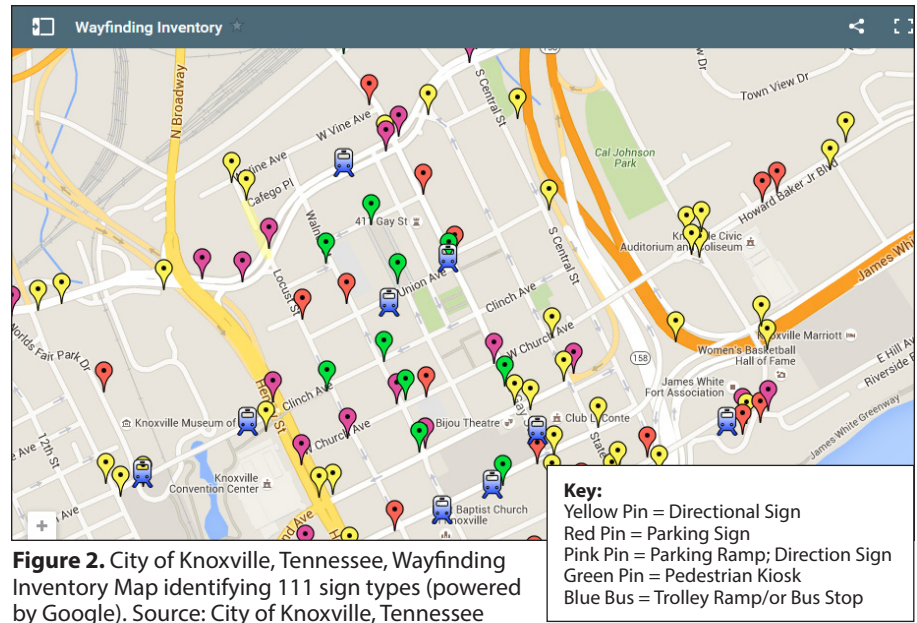 Wayfinding Inventory
Town View Dr
S Central St
N Broadway
W Vine Ave
Cal Johnson
Park
Vine Ave
Cafego Pl
Howard Baker Jr Blvd
411 Gay St
Knoxville Civic
Auditorium and Coliseum
S Central St
Union Ave
Locust St
Clinch Ave
James Whi
Worlds Fair Park Dr
W Church Ave
158
Knoxville Marriott
Women's Basketball
Hall of Fame
E Hill Av
Riverside
James White
Fort Association
Clinch Ave
Knoxville Museum of
Bijou Theatre
Club LeConte
James White Greenway
W Church Ave
State
12th St
Knoxville
Convention Center
Baptist Church
Knoxville
Key:
Yellow Pin = Directional Sign
Red Pin = Parking Sign
Pink Pin = Parking Ramp; Direction Sign
Green Pin = Pedestrian Kiosk
Blue Bus = Trolley Ramp/or Bus Stop
Figure 2. City of Knoxville, Tennessee, Wayfinding
Inventory Map identifying 111 sign types (powered
by Google). Source: City of Knoxville, Tennessee